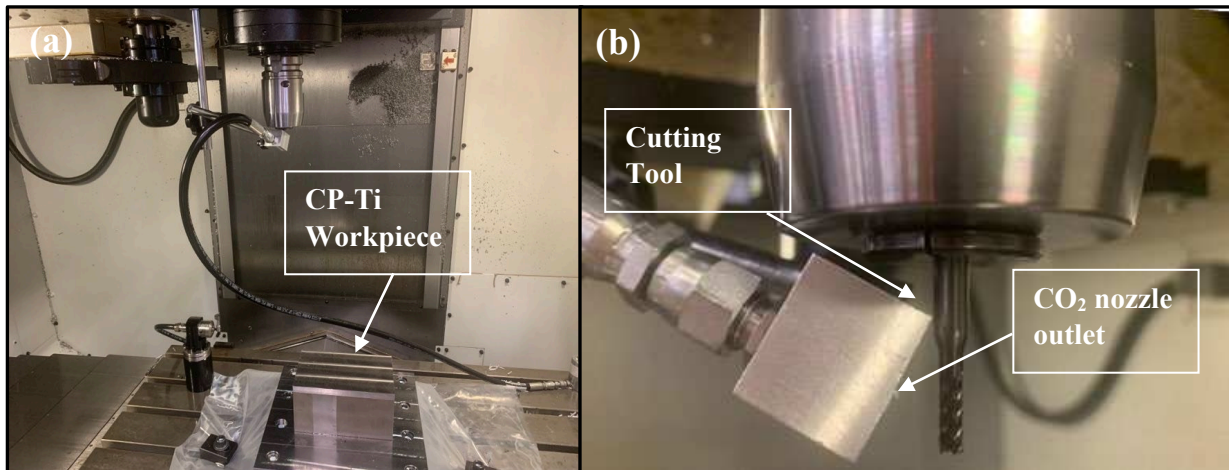 (a)
CP-Ti
Workpiece
(b)
Cutting
Tool
CO₂ nozzle
outlet